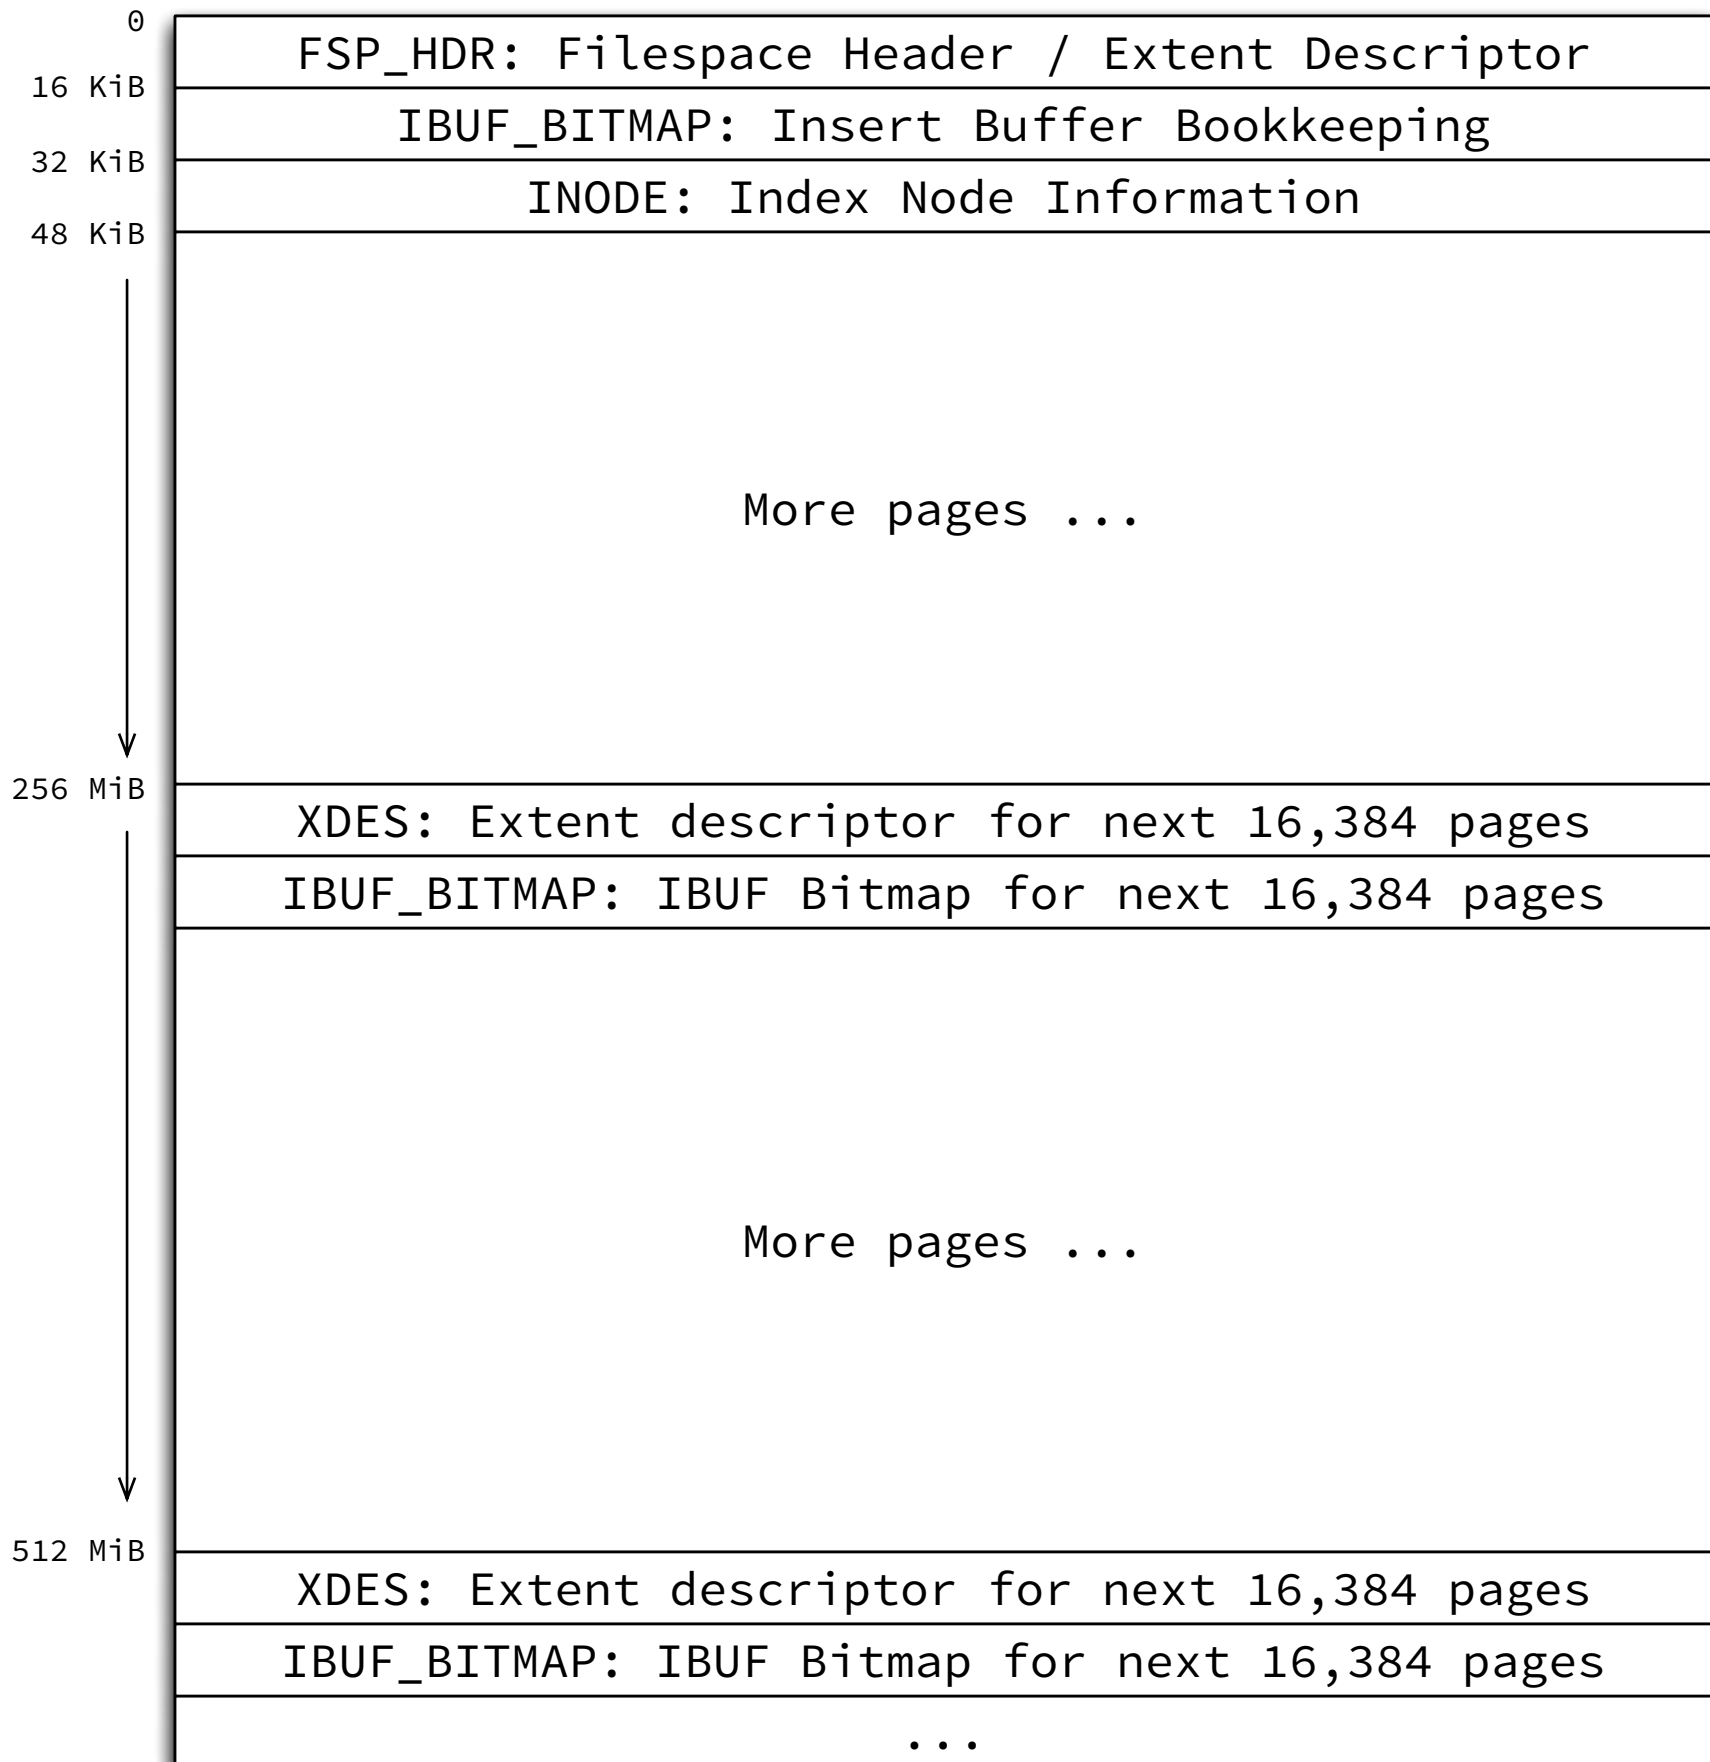 0
FSP_HDR: Filespace Header / Extent Descriptor
16 KiB
IBUF_BITMAP: Insert Buffer Bookkeeping
32 KiB
INODE: Index Node Information
48 KiB
More pages ...
256 MiB
XDES: Extent descriptor for next 16,384 pages
IBUF_BITMAP: IBUF Bitmap for next 16,384 pages
More pages ...
512 MiB
XDES: Extent descriptor for next 16,384 pages
IBUF_BITMAP: IBUF Bitmap for next 16,384 pages
...